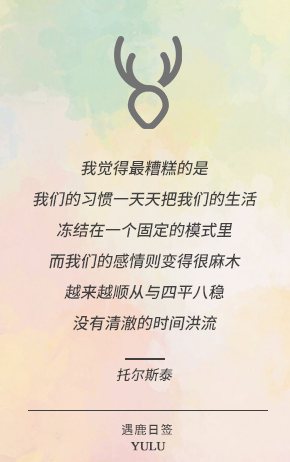 我觉得最糟糕的是
我们的习惯一天天把我们的生活
冻结在一个固定的模式里
而我们的感情则变得很麻木
越来越顺从与四平八稳
没有清澈的时间洪流
托尔斯泰
遇鹿日签
YULU